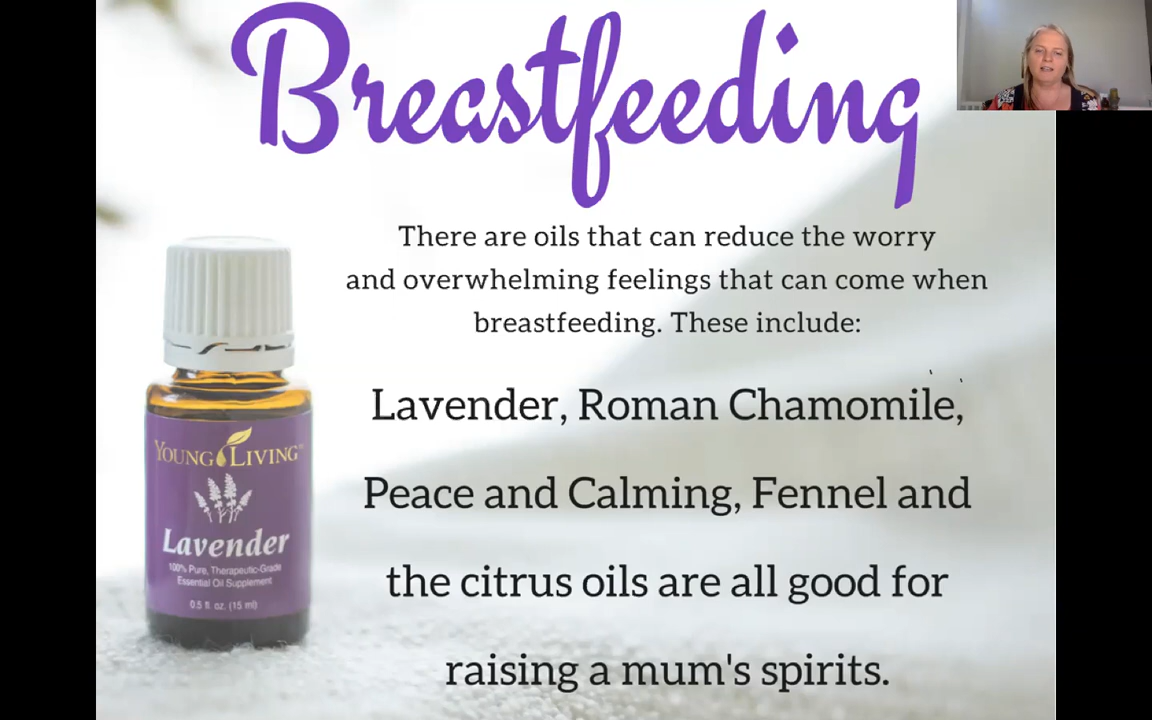 Breastfeeding
There are oils that can reduce the worry
and overwhelming feelings that can come when
breastfeeding. These include:
Lavender, Roman Chamomile,
Peace and Calming, Fennel and
the citrus oils are all good for
raising a mum's spirits.
YOUNG LIVING™
Lavender
100% Pure, Therapeutic-Grade
Essential Oil Supplement
0.5 fl. oz. (15 ml)